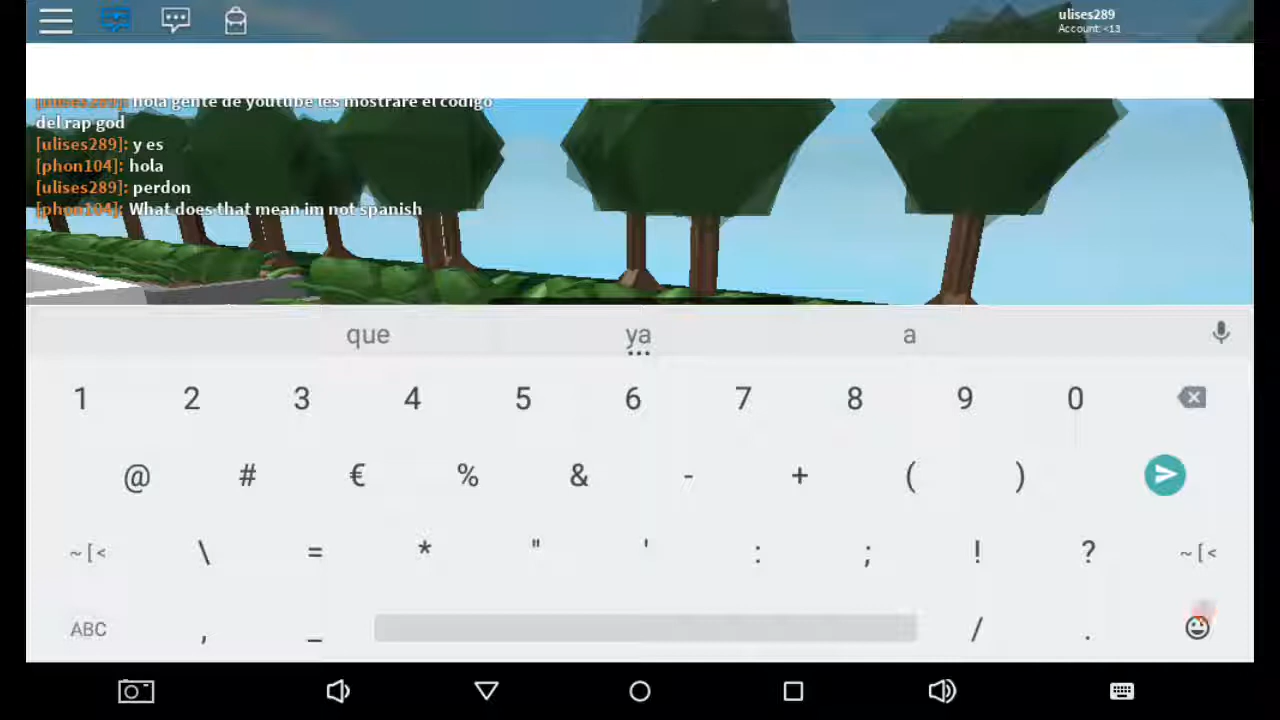 ulises289
Account: <13
[ulises289]: hola gente de youtube les mostrare el codigo
del rap god
[ulises289]: y es
[phon104]: hola
[ulises289]: perdon
[phon104]: What does that mean im not spanish
que ya a
1 2 3 4 5 6 7 8 9 0
@ # € % & - + ( )
~[< \ = * " ' : ; ! ? ~[<
ABC , _ / .